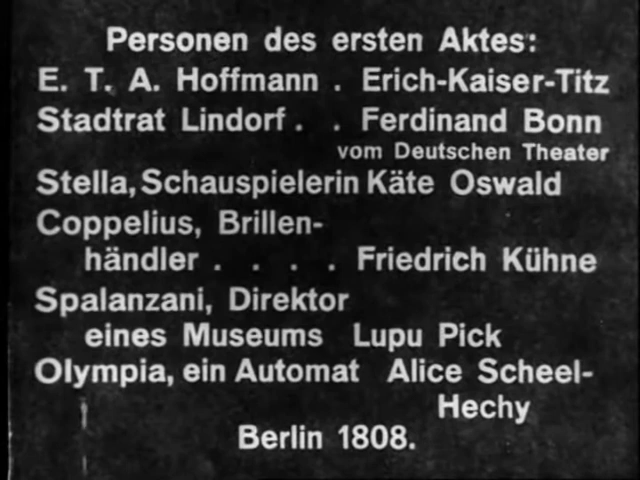 Personen des ersten Aktes:
E. T. A. Hoffmann . Erich-Kaiser-Titz
Stadtrat Lindorf . . Ferdinand Bonn
vom Deutschen Theater
Stella, Schauspielerin Käte Oswald
Coppelius, Brillen-
händler . . . . Friedrich Kühne
Spalanzani, Direktor
eines Museums Lupu Pick
Olympia, ein Automat Alice Scheel-
Hechy
Berlin 1808.